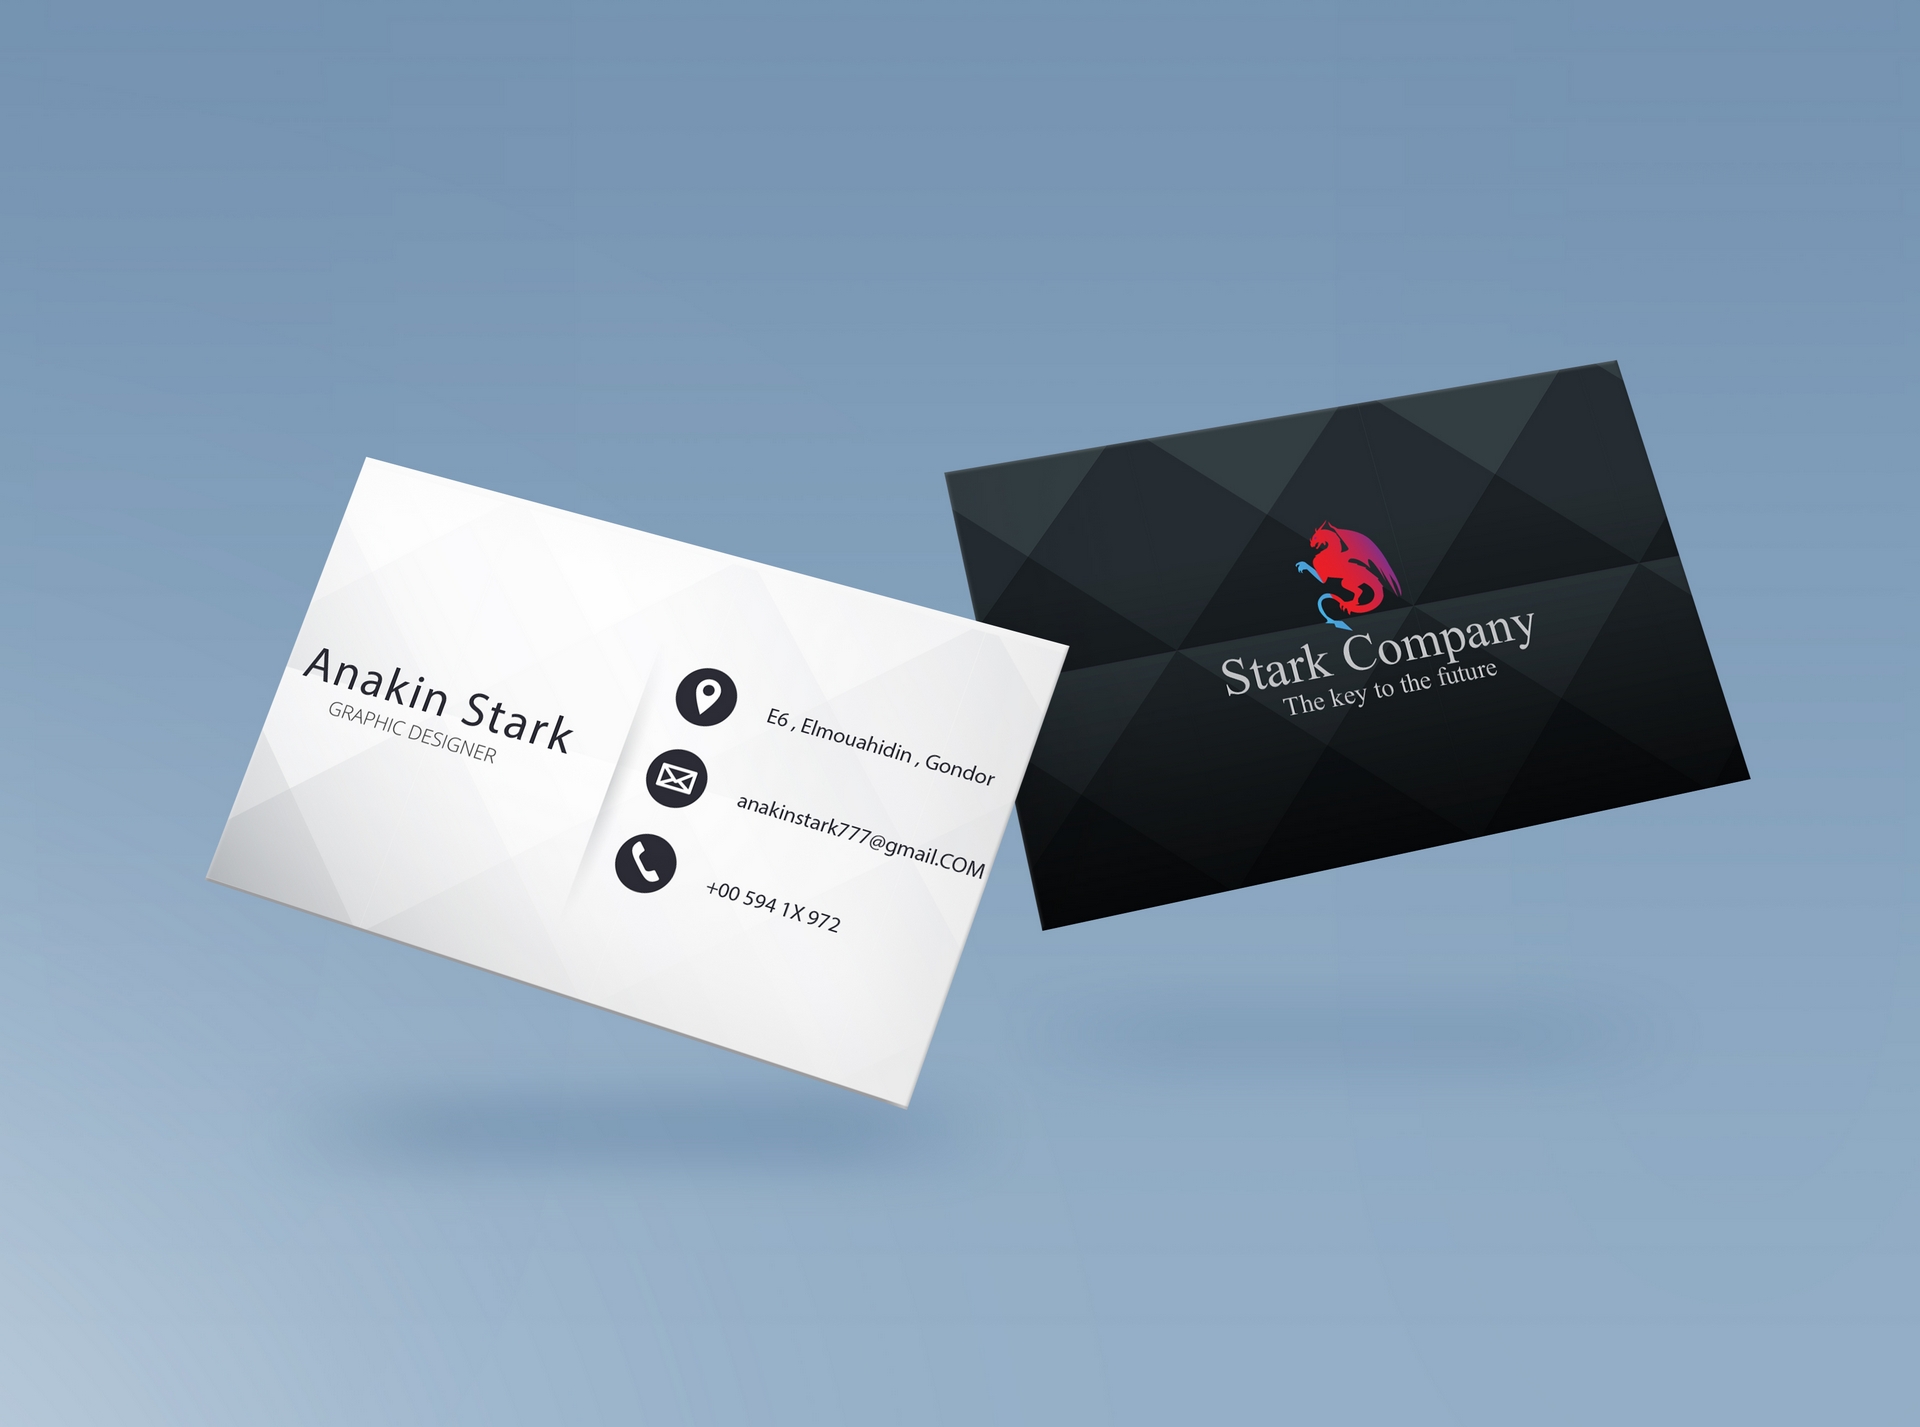 Anakin Stark
GRAPHIC DESIGNER
E6 , Elmouahidin , Gondor
anakinstark777@gmail.COM
+00 594 1X 972
Stark Company
The key to the future